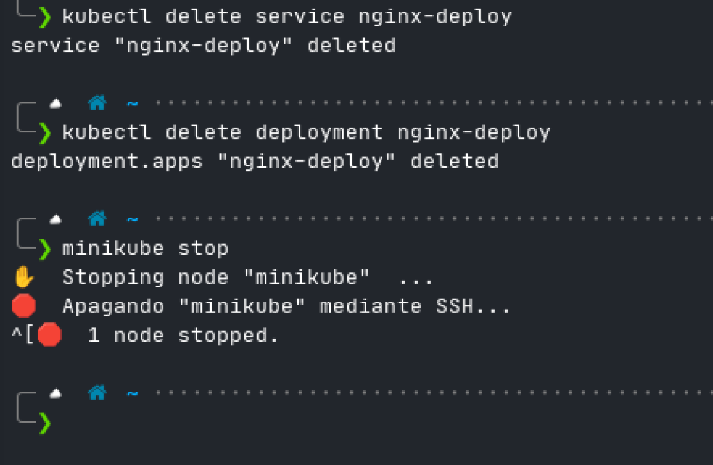 ❯ kubectl delete service nginx-deploy
service "nginx-deploy" deleted
~ ········································
❯ kubectl delete deployment nginx-deploy
deployment.apps "nginx-deploy" deleted
~ ········································
❯ minikube stop
✋  Stopping node "minikube"  ...
🛑  Apagando "minikube" mediante SSH...
^[🛑  1 node stopped.
~ ········································
❯